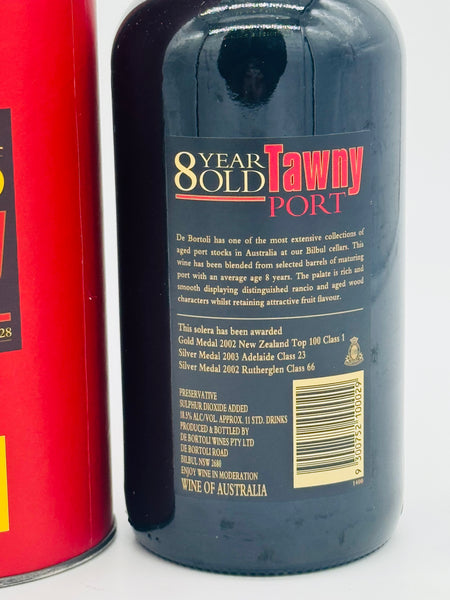 8 YEAR OLD Tawny
PORT
De Bortoli has one of the most extensive collections of
aged port stocks in Australia at our Bilbul cellars. This
wine has been blended from selected barrels of maturing
port with an average age 8 years. The palate is rich and
smooth displaying distinguished rancio and aged wood
characters whilst retaining attractive fruit flavour.
This solera has been awarded
Gold Medal 2002 New Zealand Top 100 Class 1
Silver Medal 2003 Adelaide Class 23
Silver Medal 2002 Rutherglen Class 66
PRESERVATIVE
SULPHUR DIOXIDE ADDED
18.5% ALC/VOL. APPROX. 11 STD. DRINKS
PRODUCED & BOTTLED BY
DE BORTOLI WINES PTY LTD
DE BORTOLI ROAD
BILBUL NSW 2680
ENJOY WINE IN MODERATION
WINE OF AUSTRALIA
9 300752 100029
1400
28